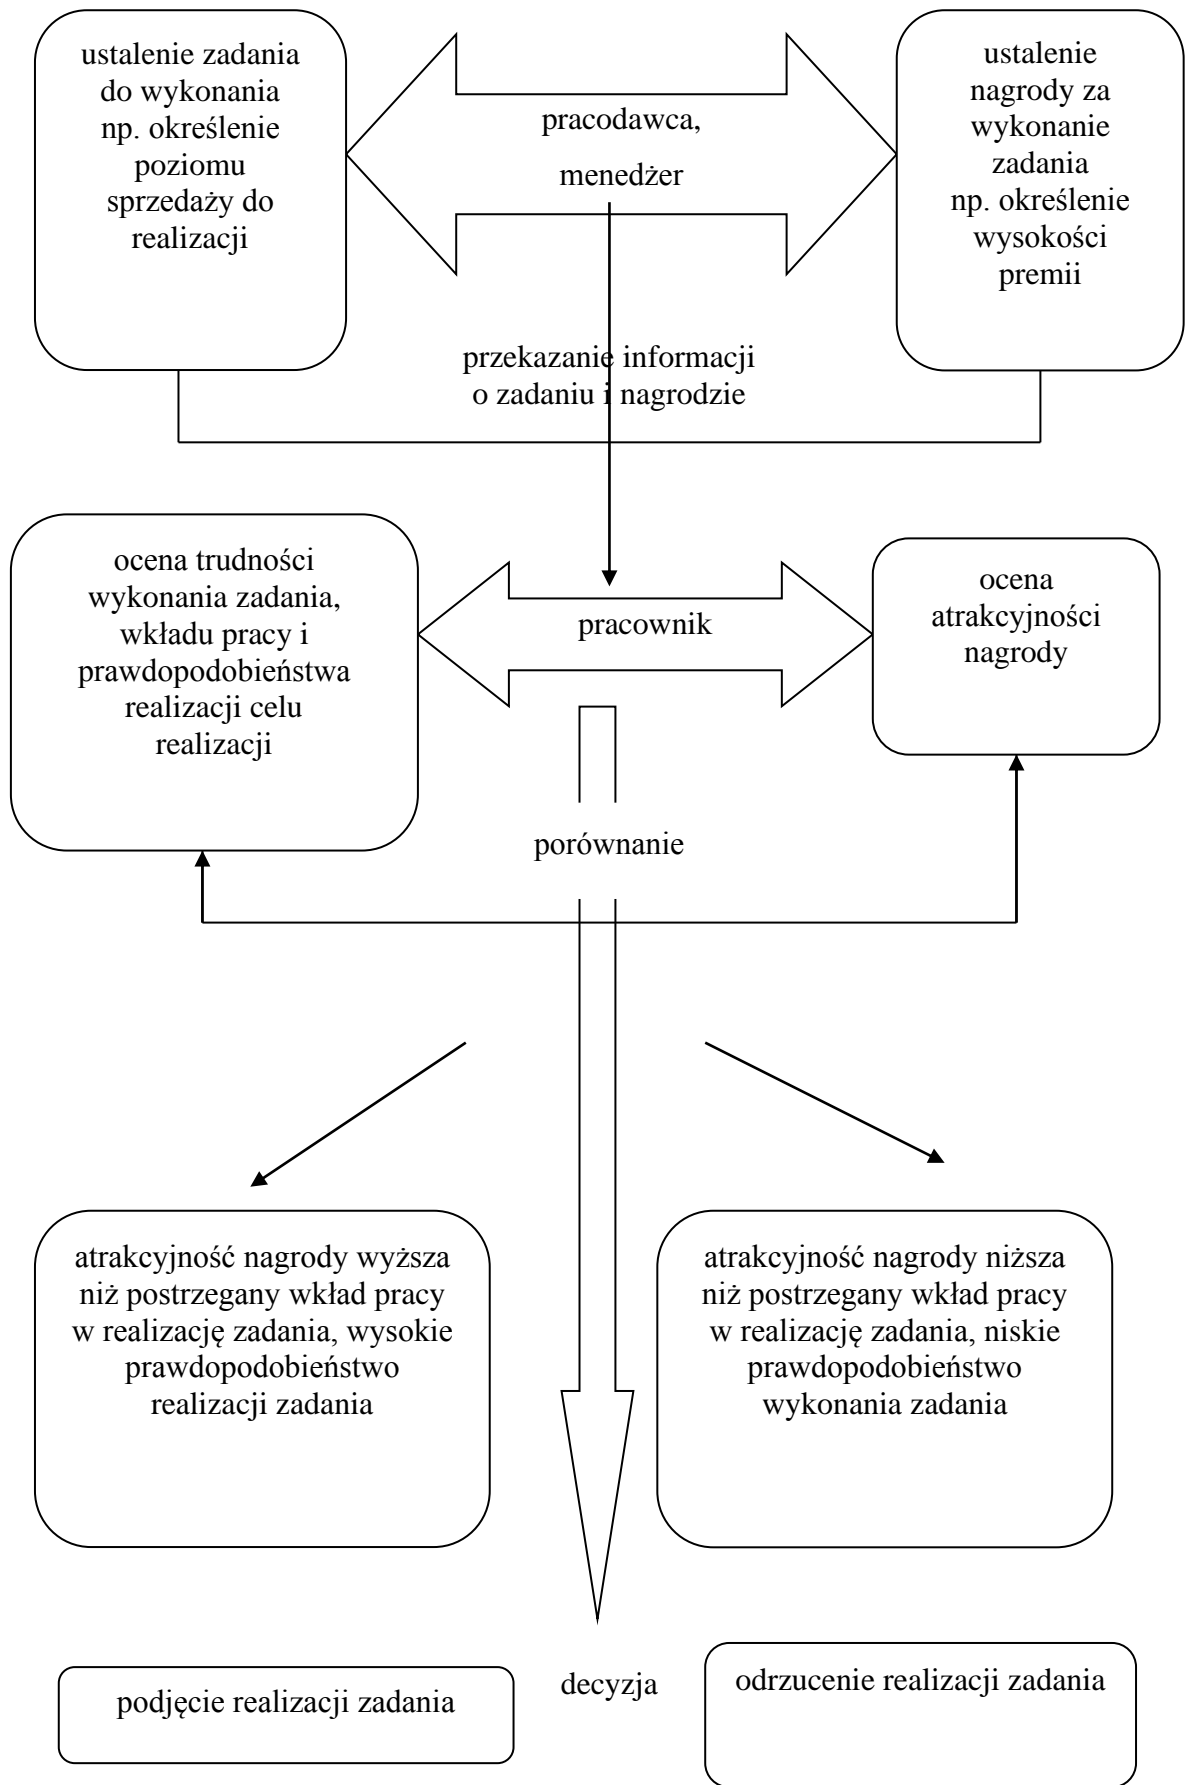 ustalenie zadania
do wykonania
np. określenie
poziomu
sprzedaży do
realizacji
pracodawca,
menedżer
ustalenie
nagrody za
wykonanie
zadania
np. określenie
wysokości
premii
przekazanie informacji
o zadaniu i nagrodzie
ocena trudności
wykonania zadania,
wkładu pracy i
prawdopodobieństwa
realizacji celu
realizacji
pracownik
ocena
atrakcyjności
nagrody
porównanie
atrakcyjność nagrody wyższa
niż postrzegany wkład pracy
w realizację zadania, wysokie
prawdopodobieństwo
realizacji zadania
atrakcyjność nagrody niższa
niż postrzegany wkład pracy
w realizację zadania, niskie
prawdopodobieństwo
wykonania zadania
podjęcie realizacji zadania
decyzja
odrzucenie realizacji zadania